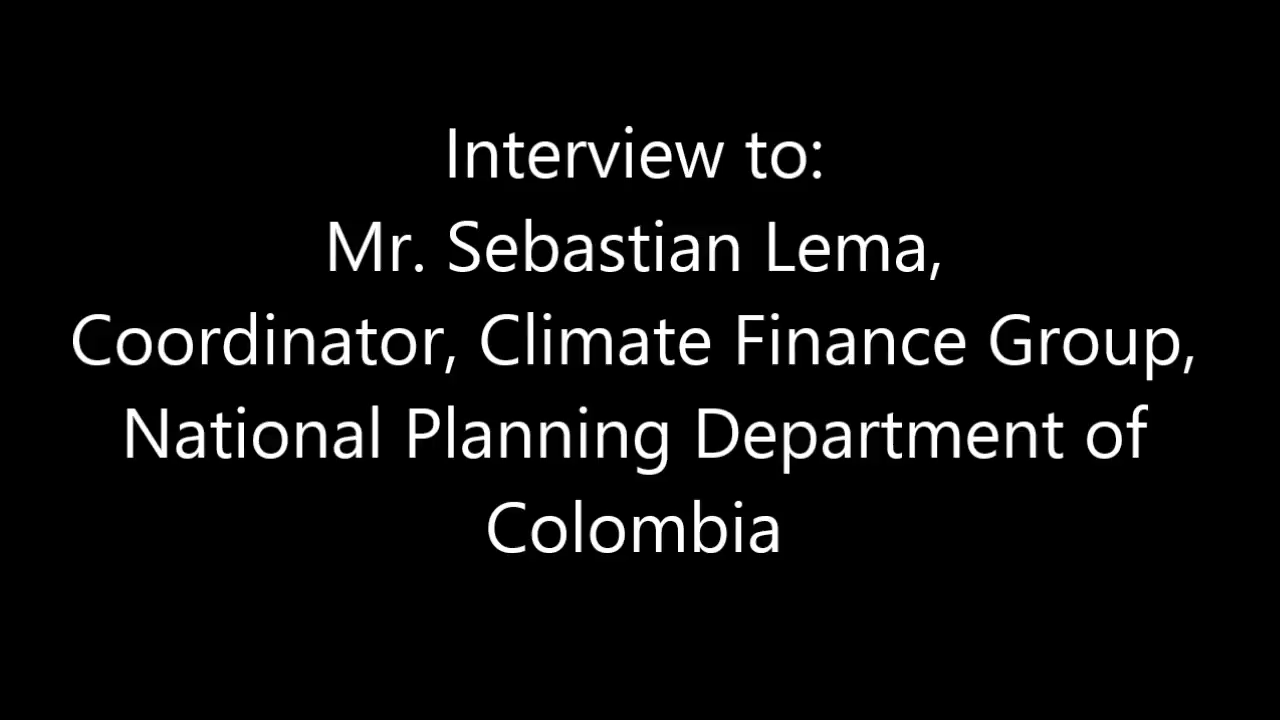 Interview to:
Mr. Sebastian Lema,
Coordinator, Climate Finance Group,
National Planning Department of
Colombia